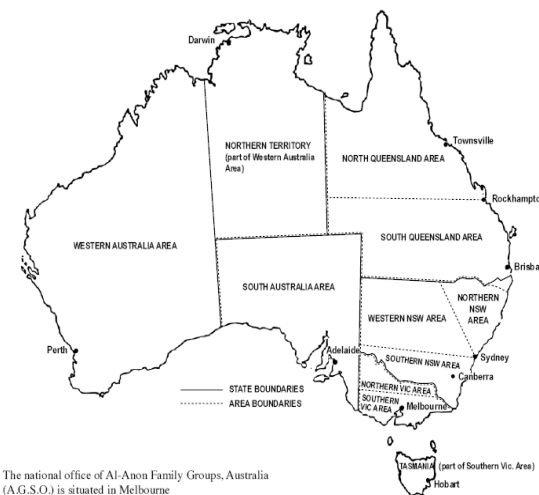 Darwin
Townsville
NORTHERN TERRITORY
(part of Western Australia
Area)
NORTH QUEENSLAND AREA
Rockhampto
WESTERN AUSTRALIA AREA
SOUTH QUEENSLAND AREA
Brisba
SOUTH AUSTRALIA AREA
NORTHERN
NSW
AREA
WESTERN NSW AREA
Perth
Adelaide
SOUTHERN NSW AREA
Sydney
Canberra
NORTHERN VIC AREA
SOUTHERN
VIC AREA
Melbourne
STATE BOUNDARIES
AREA BOUNDARIES
TASMANIA (part of Southern Vic. Area)
Hobart
The national office of Al-Anon Family Groups, Australia
(A.G.S.O.) is situated in Melbourne